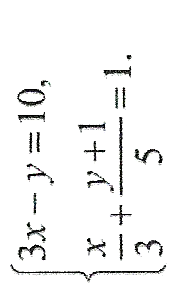 3x − y = 10,
x/3 + (y + 1)/5 = 1.